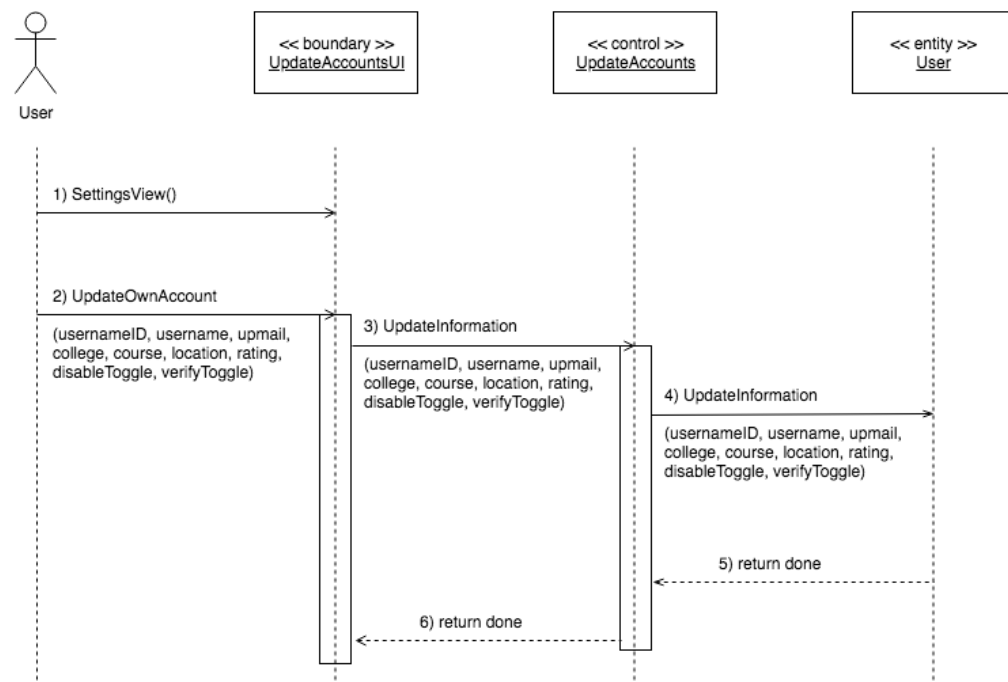 << boundary >>
UpdateAccountsUI
<< control >>
UpdateAccounts
<< entity >>
User
User
1) SettingsView()
2) UpdateOwnAccount
(usernameID, username, upmail,
college, course, location, rating,
disableToggle, verifyToggle)
3) UpdateInformation
(usernameID, username, upmail,
college, course, location, rating,
disableToggle, verifyToggle)
4) UpdateInformation
(usernameID, username, upmail,
college, course, location, rating,
disableToggle, verifyToggle)
5) return done
6) return done